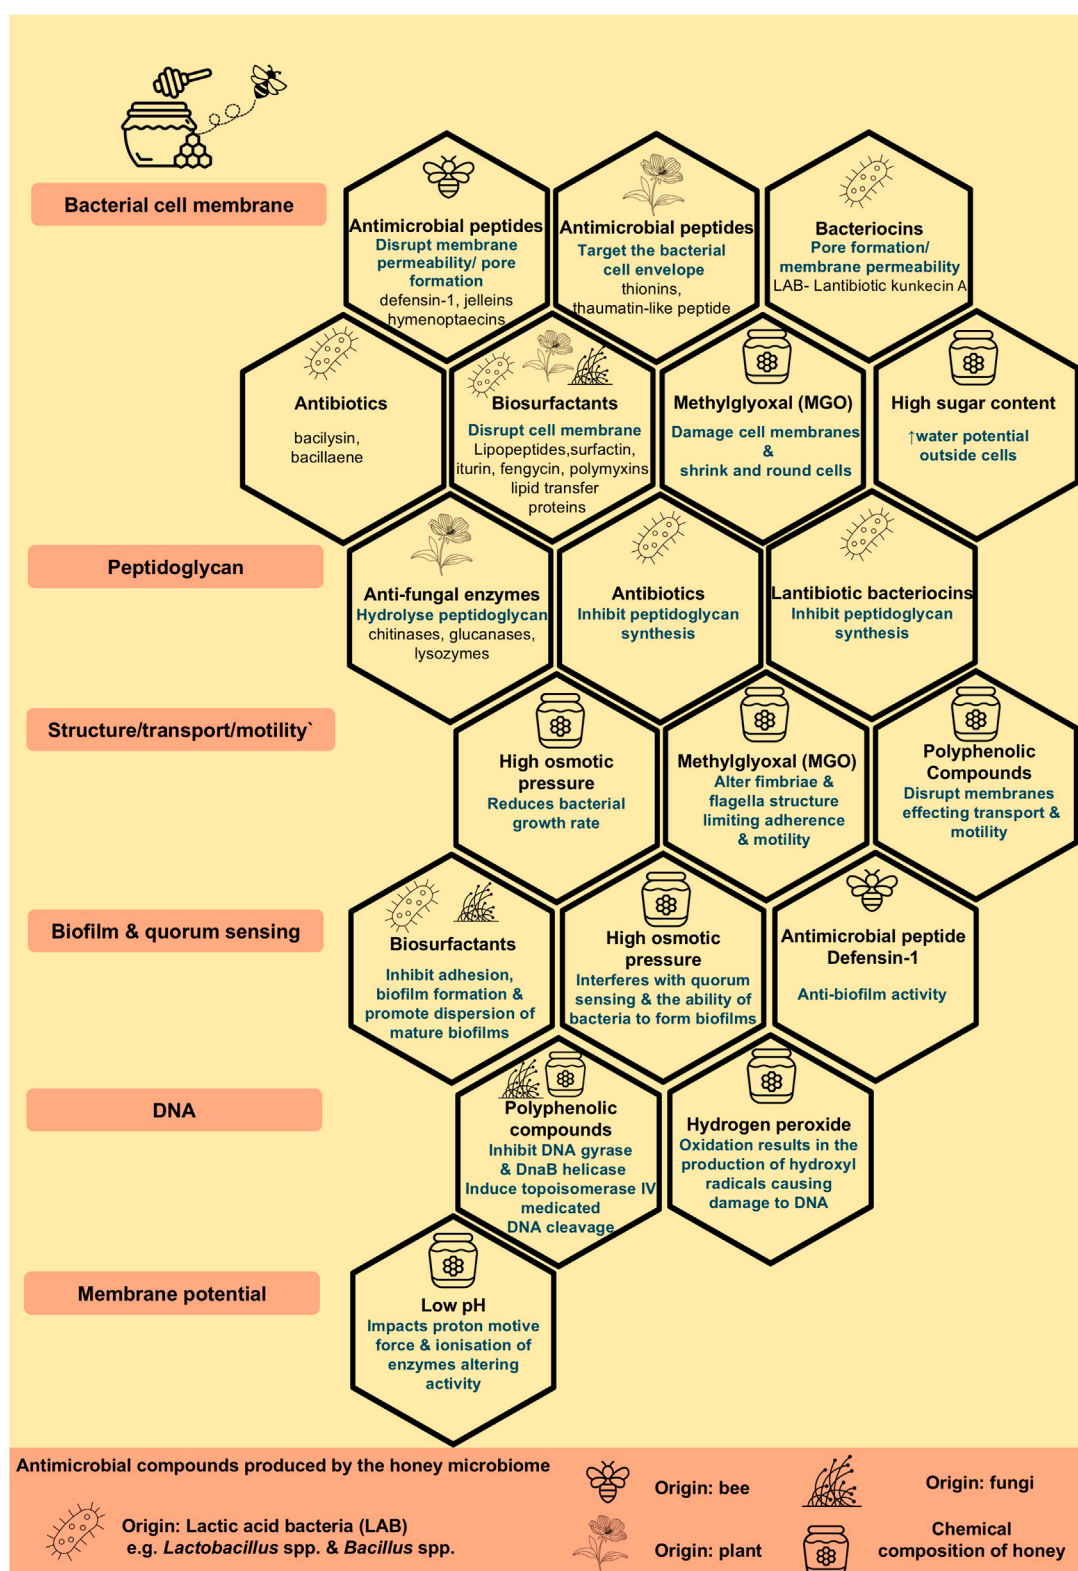 Bacterial cell membrane
Antimicrobial peptides
Disrupt membrane
permeability/ pore
formation
defensin-1, jelleins
hymenoptaecins
Antimicrobial peptides
Target the bacterial
cell envelope
thionins,
thaumatin-like peptide
Bacteriocins
Pore formation/
membrane permeability
LAB- Lantibiotic kunkecin A
Antibiotics
bacilysin,
bacillaene
Biosurfactants
Disrupt cell membrane
Lipopeptides,surfactin,
iturin, fengycin, polymyxins
lipid transfer
proteins
Methylglyoxal (MGO)
Damage cell membranes
&
shrink and round cells
High sugar content
↑water potential
outside cells
Peptidoglycan
Anti-fungal enzymes
Hydrolyse peptidoglycan
chitinases, glucanases,
lysozymes
Antibiotics
Inhibit peptidoglycan
synthesis
Lantibiotic bacteriocins
Inhibit peptidoglycan
synthesis
Structure/transport/motility`
High osmotic
pressure
Reduces bacterial
growth rate
Methylglyoxal (MGO)
Alter fimbriae &
flagella structure
limiting adherence
& motility
Polyphenolic
Compounds
Disrupt membranes
effecting transport &
motility
Biofilm & quorum sensing
Biosurfactants
Inhibit adhesion,
biofilm formation &
promote dispersion of
mature biofilms
High osmotic
pressure
Interferes with quorum
sensing & the ability of
bacteria to form biofilms
Antimicrobial peptide
Defensin-1
Anti-biofilm activity
DNA
Polyphenolic
compounds
Inhibit DNA gyrase
& DnaB helicase
Induce topoisomerase IV
medicated
DNA cleavage
Hydrogen peroxide
Oxidation results in the
production of hydroxyl
radicals causing
damage to DNA
Membrane potential
Low pH
Impacts proton motive
force & ionisation of
enzymes altering
activity
Antimicrobial compounds produced by the honey microbiome
Origin: Lactic acid bacteria (LAB)
e.g. Lactobacillus spp. & Bacillus spp.
Origin: bee
Origin: plant
Origin: fungi
Chemical
composition of honey